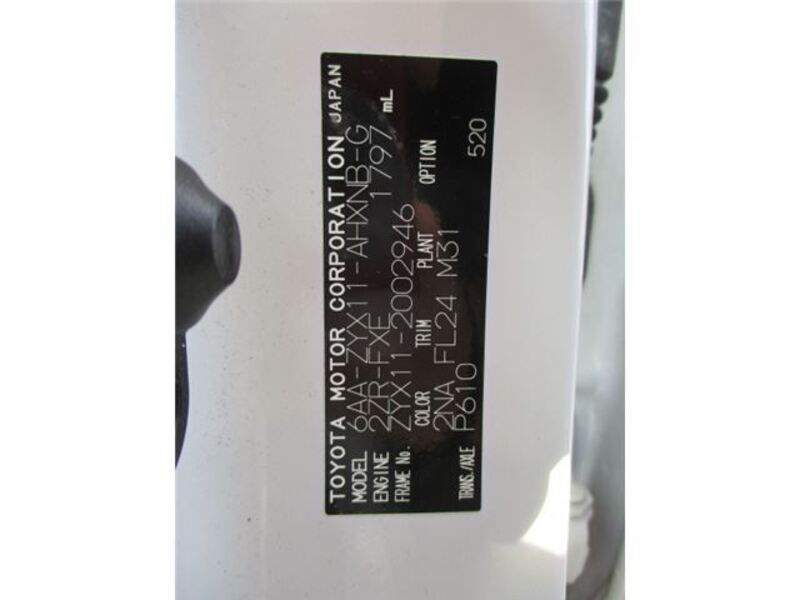 TOYOTA MOTOR CORPORATION JAPAN
MODEL 6AA-ZYX11-AHXNB-G
ENGINE 2ZR-FXE 1797 mL
FRAME No. ZYX11-2002946
COLOR TRIM PLANT OPTION
2NA FL24 M31
TRANS./AXLE P610 520